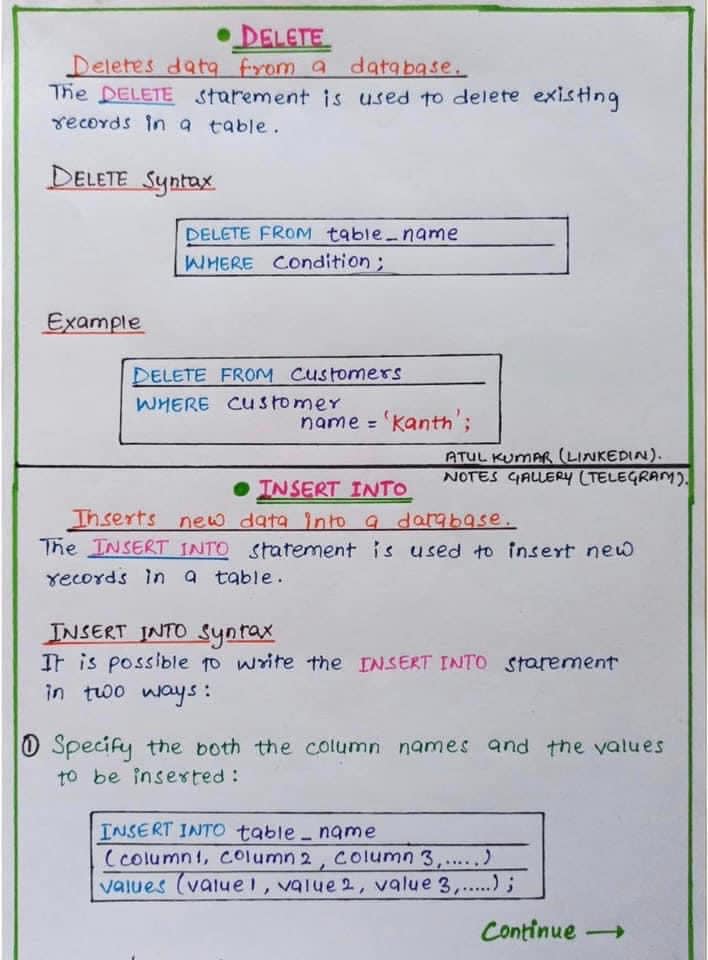 • DELETE
Deletes data from a database.
The DELETE statement is used to delete existing
records in a table.
DELETE Syntax
DELETE FROM table_name
WHERE Condition;
Example
DELETE FROM Customers
WHERE Customer
name = 'Kanth';
ATUL KUMAR (LINKEDIN).
NOTES GALLERY (TELEGRAM).
• INSERT INTO
Inserts new data into a database.
The INSERT INTO statement is used to insert new
records in a table.
INSERT INTO Syntax
It is possible to write the INSERT INTO statement
in two ways:
① Specify the both the column names and the values
to be inserted:
INSERT INTO table_name
(column1, column2, column3,.....)
values (value1, value2, value3,.....);
Continue →